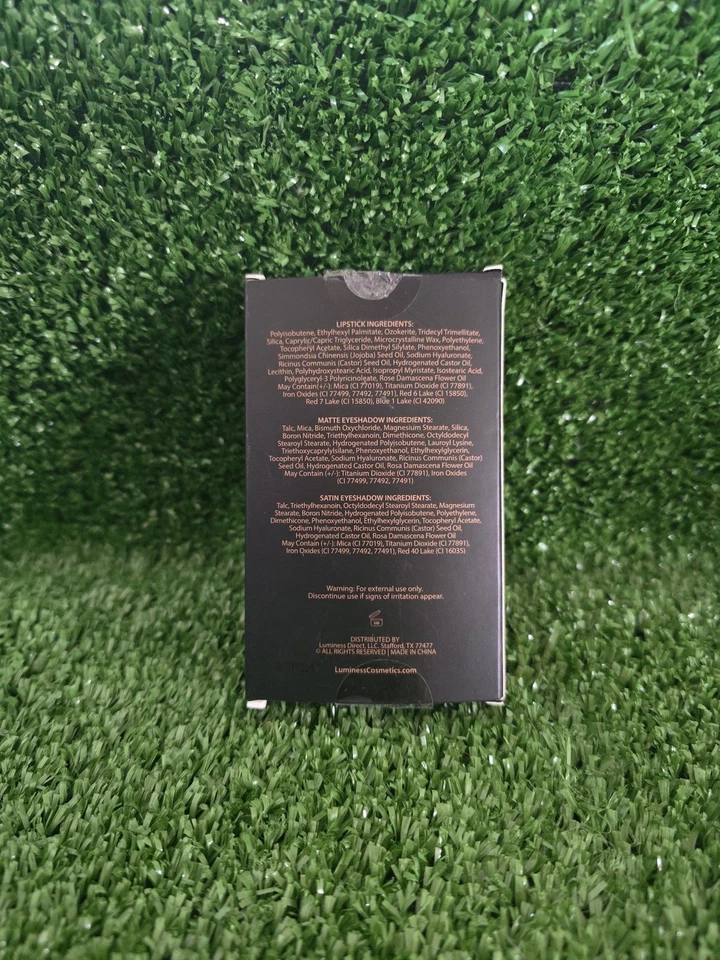 LIPSTICK INGREDIENTS:
Polyisobutene, Ethylhexyl Palmitate, Ozokerite, Tridecyl Trimellitate,
Silica, Caprylic/Capric Triglyceride, Microcrystalline Wax, Polyethylene,
Tocopheryl Acetate, Silica Dimethyl Silylate, Phenoxyethanol,
Simmondsia Chinensis (Jojoba) Seed Oil, Sodium Hyaluronate,
Ricinus Communis (Castor) Seed Oil, Hydrogenated Castor Oil,
Lecithin, Polyhydroxystearic Acid, Isopropyl Myristate, Isostearic Acid,
Polyglyceryl-3 Polyricinoleate, Rose Damascena Flower Oil
May Contain(+/-): Mica (CI 77019), Titanium Dioxide (CI 77891),
Iron Oxides (CI 77499, 77492, 77491), Red 6 Lake (CI 15850),
Red 7 Lake (CI 15850), Blue 1 Lake (CI 42090)
MATTE EYESHADOW INGREDIENTS:
Talc, Mica, Bismuth Oxychloride, Magnesium Stearate, Silica,
Boron Nitride, Triethylhexanoin, Dimethicone, Octyldodecyl
Stearoyl Stearate, Hydrogenated Polyisobutene, Lauroyl Lysine,
Triethoxycaprylylsilane, Phenoxyethanol, Ethylhexylglycerin,
Tocopheryl Acetate, Sodium Hyaluronate, Ricinus Communis (Castor)
Seed Oil, Hydrogenated Castor Oil, Rosa Damascena Flower Oil
May Contain (+/-): Titanium Dioxide (CI 77891), Iron Oxides
(CI 77499, 77492, 77491)
SATIN EYESHADOW INGREDIENTS:
Talc, Triethylhexanoin, Octyldodecyl Stearoyl Stearate, Magnesium
Stearate, Boron Nitride, Hydrogenated Polyisobutene, Polyethylene,
Dimethicone, Phenoxyethanol, Ethylhexylglycerin, Tocopheryl Acetate,
Sodium Hyaluronate, Ricinus Communis (Castor) Seed Oil,
Hydrogenated Castor Oil, Rosa Damascena Flower Oil
May Contain (+/-): Mica (CI 77019), Titanium Dioxide (CI 77891),
Iron Oxides (CI 77499, 77492, 77491), Red 40 Lake (CI 16035)
Warning: For external use only.
Discontinue use if signs of irritation appear.
DISTRIBUTED BY
Luminess Direct, LLC. Stafford, TX 77477
© ALL RIGHTS RESERVED | MADE IN CHINA
LuminessCosmetics.com